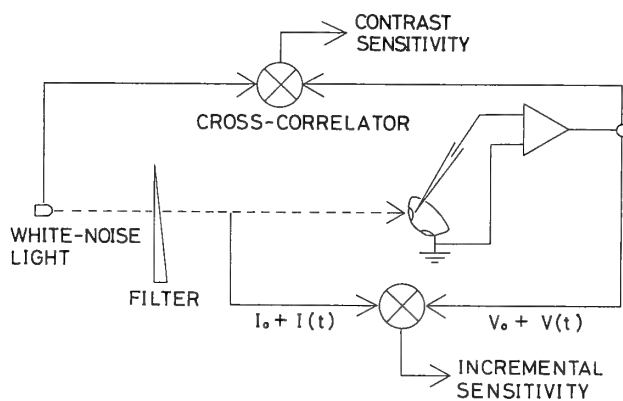 CONTRAST
SENSITIVITY
CROSS-CORRELATOR
WHITE-NOISE
LIGHT
FILTER
I₀ + I(t)
V₀ + V(t)
INCREMENTAL
SENSITIVITY